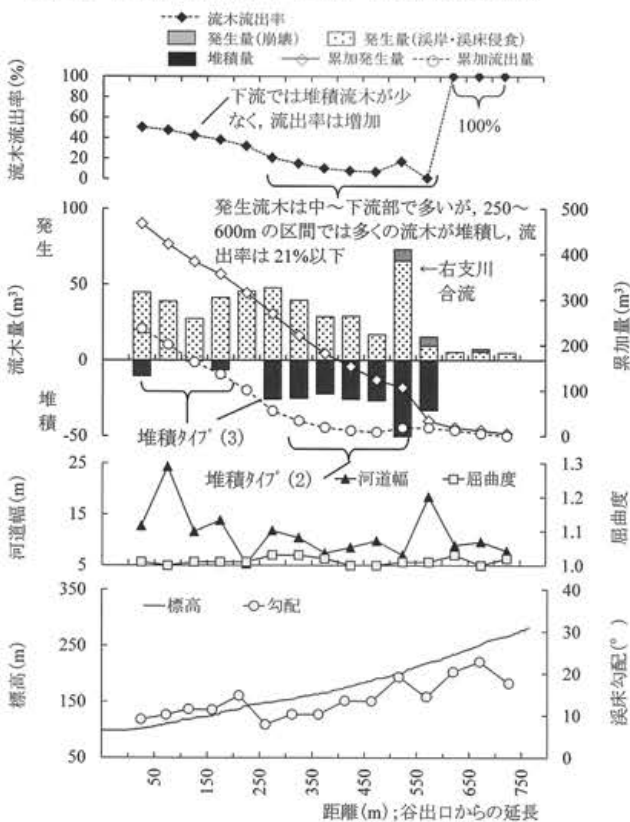 流木流出率
発生量(崩壊) 発生量(渓岸・渓床侵食)
堆積量 累加発生量 累加流出量
流木流出率(%)
100
80
60
40
20
0
下流では堆積流木が少
なく，流出率は増加
100%
発生流木は中～下流部で多いが，250～
600mの区間では多くの流木が堆積し，流
出率は21%以下
発生
流木量(m³)
堆積
100
50
0
-50
←右支川
合流
500
400
300
200
100
0
累加量(m³)
堆積タイプ(3)
堆積タイプ(2)
河道幅 屈曲度
河道幅(m)
25
15
5
1.3
1.2
1.1
1.0
屈曲度
標高 勾配
標高(m)
350
250
150
50
40
30
20
10
0
渓床勾配(°)
50 150 250 350 450 550 650 750
距離(m)；谷出口からの延長